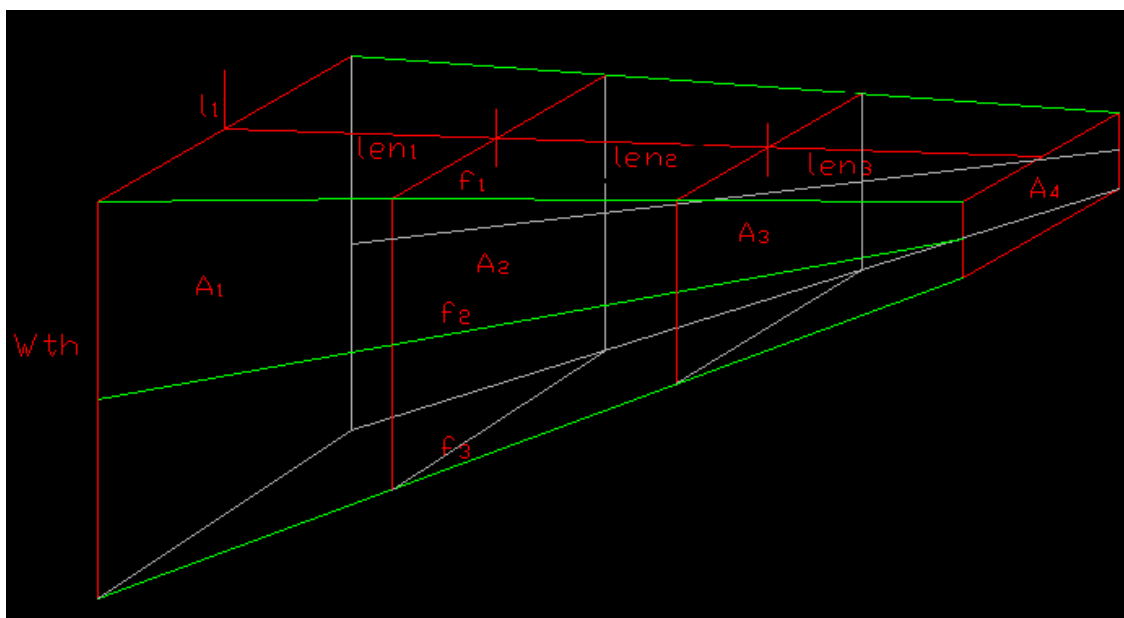 l₁
len₁
len₂
len₃
f₁
A₄
A₃
A₂
A₁
f₂
Wth
f₃